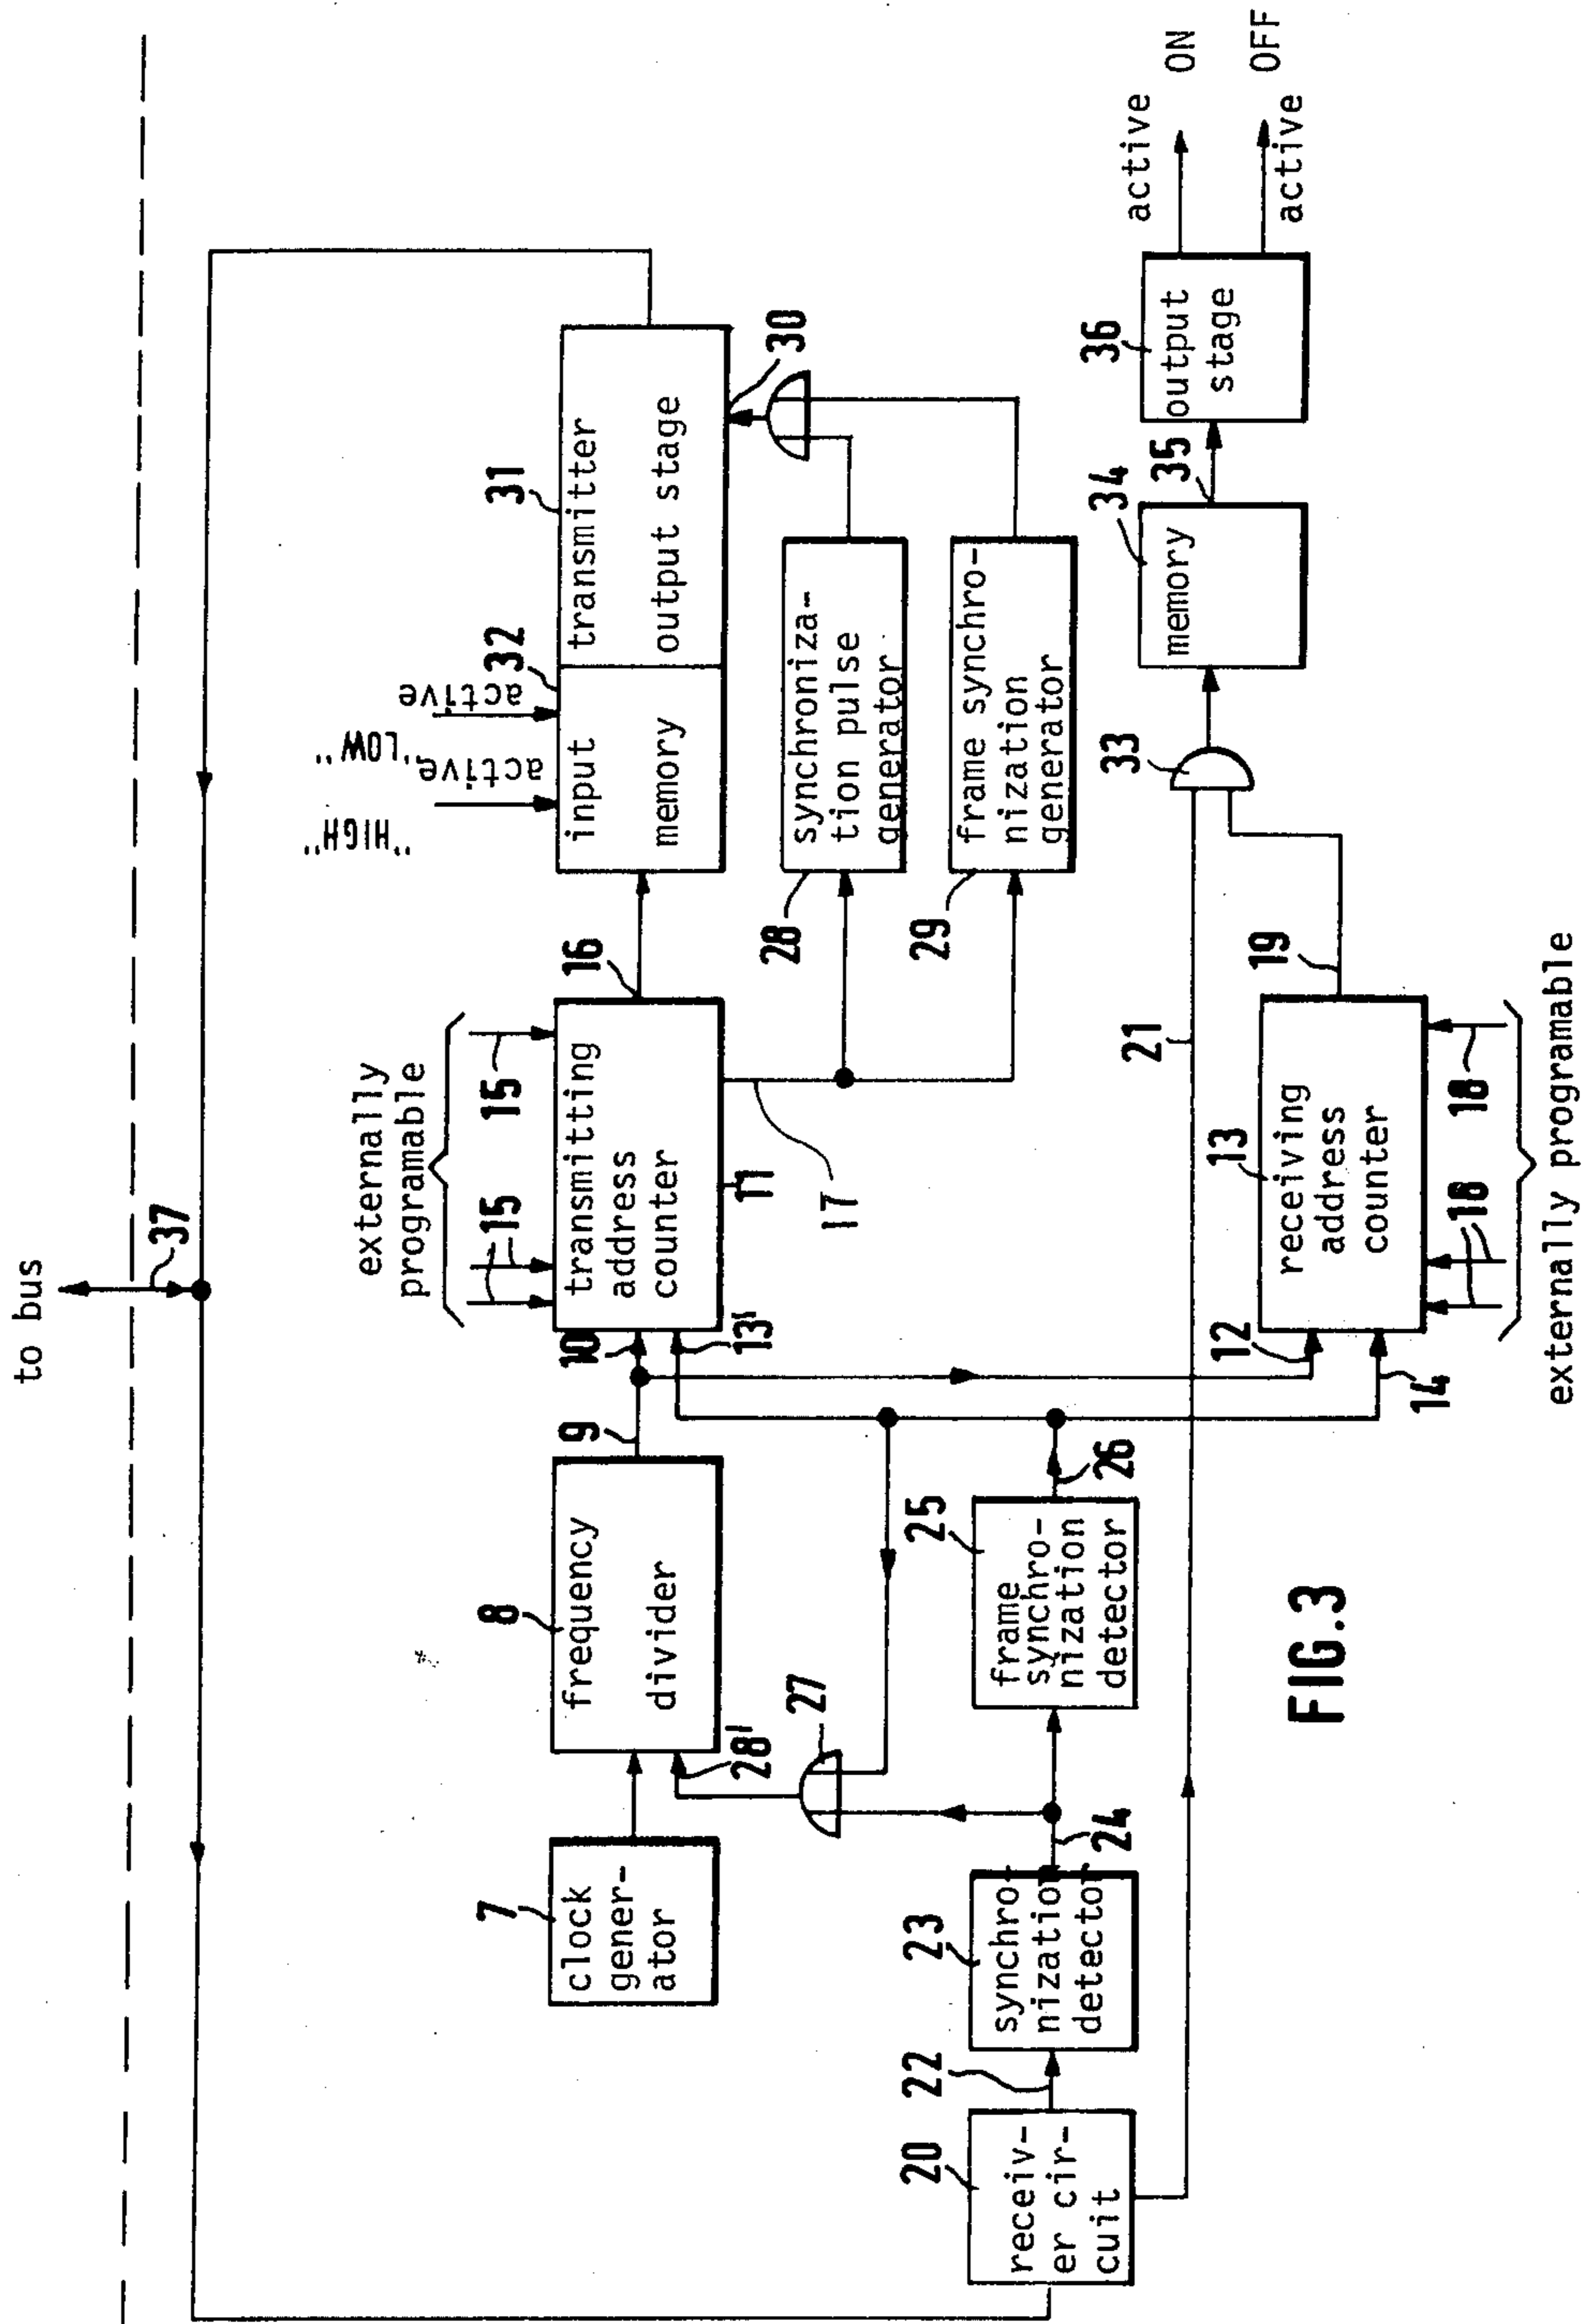 to bus
37
externally
programable
15
15
"HIGH"
active
"LOW"
active
7
clock
gener-
ator
8
frequency
divider
9
10
13'
transmitting
address
counter
11
16
17
input
memory
32
31
transmitter
output stage
30
28'
27
28
synchroniza-
tion pulse
generator
29
frame synchro-
nization
generator
20
receiv-
er cir-
cuit
22
23
synchro-
nization
detector
24
25
frame
synchro-
nization
detector
26
21
12
14
13
receiving
address
counter
18
18
externally programable
19
33
34
memory
35
36
output
stage
active
ON
active
OFF
FIG.3